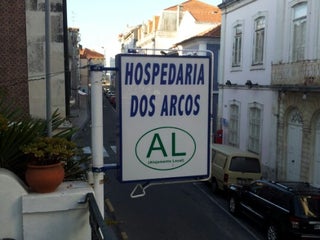 HOSPEDARIA
DOS ARCOS
AL
(Alojamento Local)